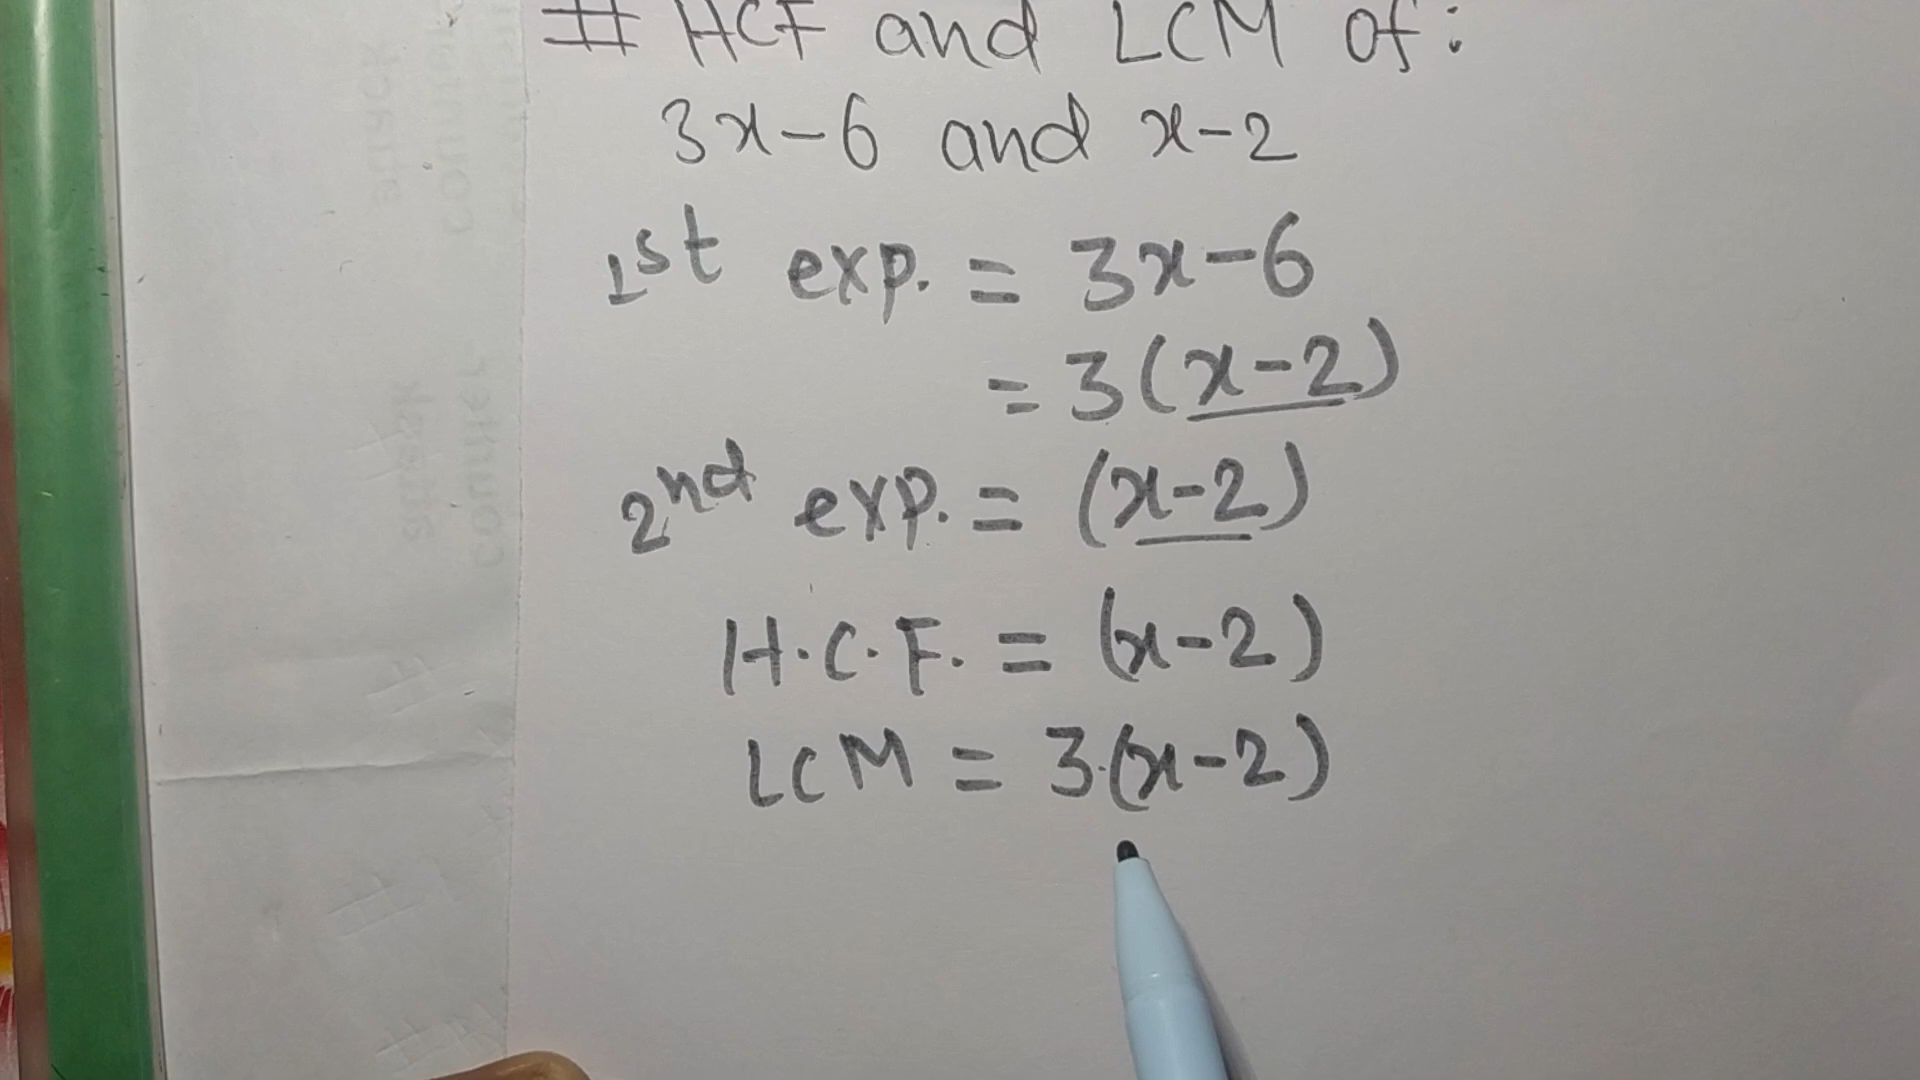 # HCF and LCM of:
3x-6 and x-2
1st exp. = 3x-6
= 3(x-2)
2nd exp. = (x-2)
H.C.F. = (x-2)
LCM = 3.(x-2)